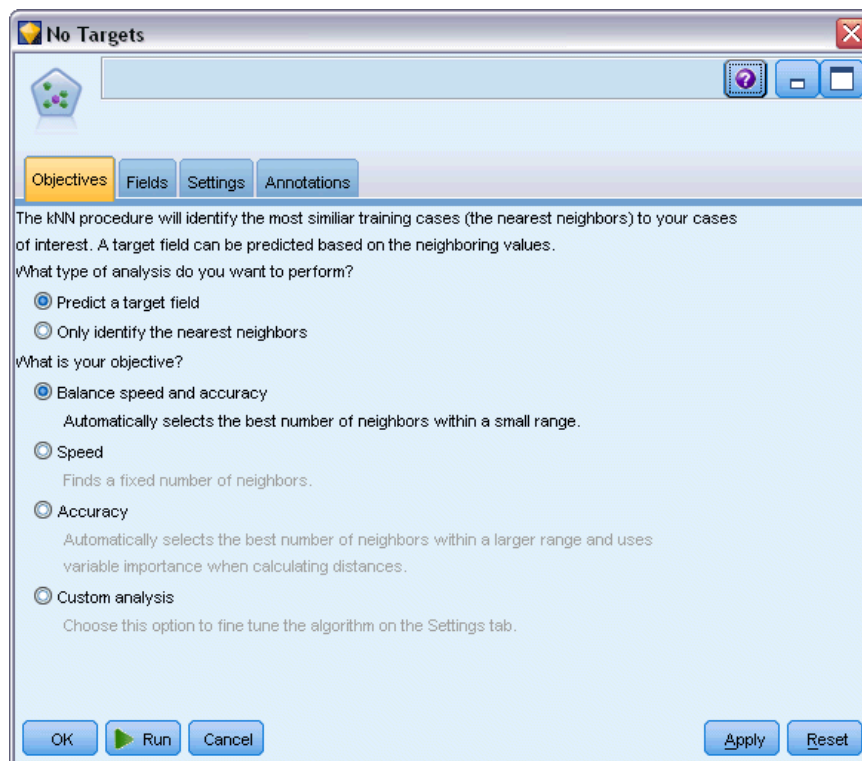 No Targets
Objectives Fields Settings Annotations
The kNN procedure will identify the most similiar training cases (the nearest neighbors) to your cases
of interest. A target field can be predicted based on the neighboring values.
What type of analysis do you want to perform?
Predict a target field
Only identify the nearest neighbors
What is your objective?
Balance speed and accuracy
Automatically selects the best number of neighbors within a small range.
Speed
Finds a fixed number of neighbors.
Accuracy
Automatically selects the best number of neighbors within a larger range and uses
variable importance when calculating distances.
Custom analysis
Choose this option to fine tune the algorithm on the Settings tab.
OK Run Cancel Apply Reset